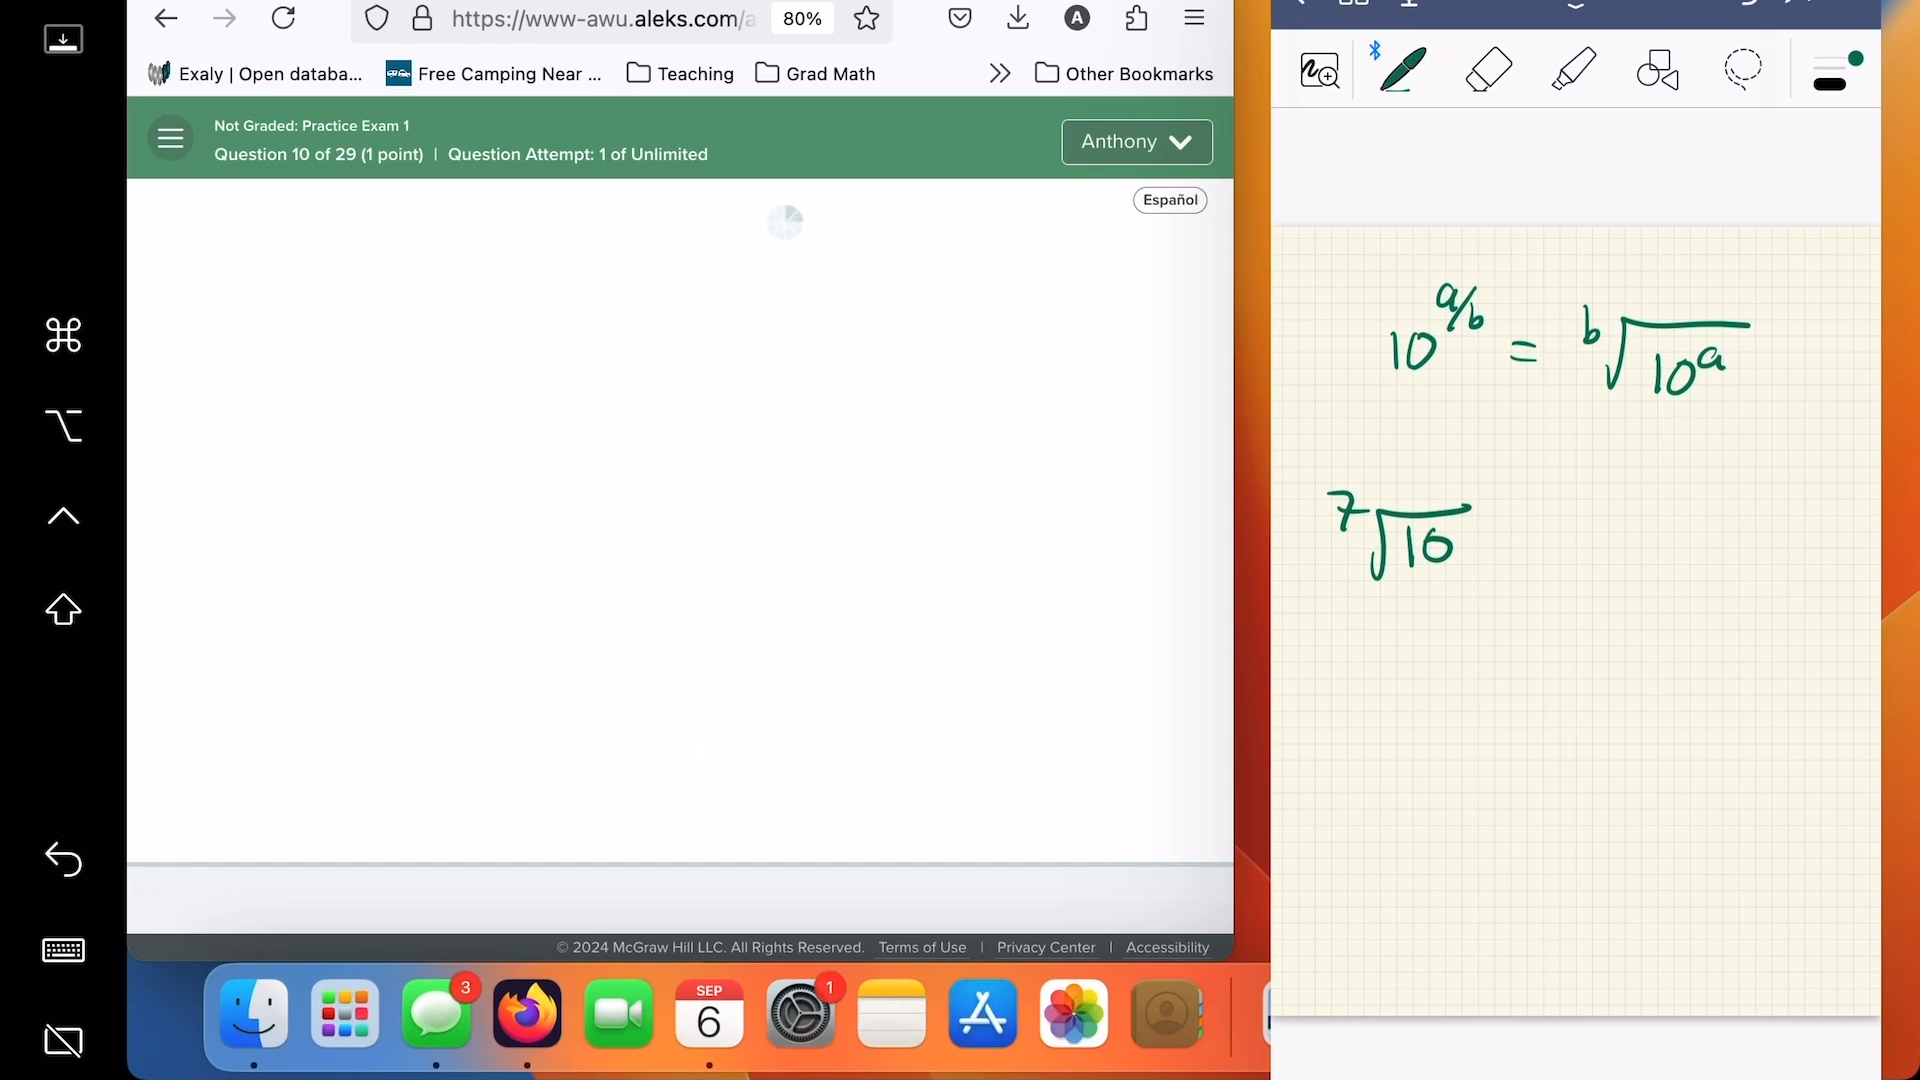 https://www-awu.aleks.com/a
80%
A
Exaly | Open databa...
Free Camping Near ...
Teaching
Grad Math
Other Bookmarks
Not Graded: Practice Exam 1
Question 10 of 29 (1 point) | Question Attempt: 1 of Unlimited
Anthony
Español
10^{a/b} = ᵇ√(10^a)
⁷√10
© 2024 McGraw Hill LLC. All Rights Reserved. Terms of Use | Privacy Center | Accessibility
3
SEP
6
1